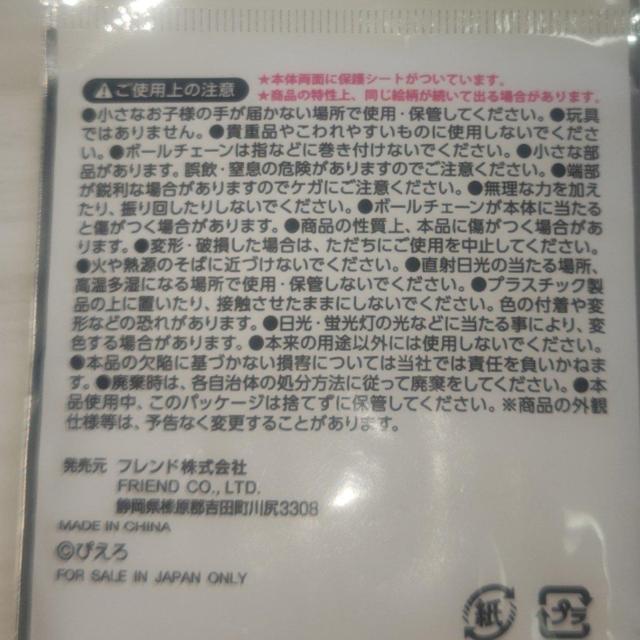 ⚠ご使用上の注意
★本体両面に保護シートがついています。
★商品の特性上、同じ絵柄が続いて出る場合があります。
●小さなお子様の手が届かない場所で使用・保管してください。●玩具
ではありません。●貴重品やこわれやすいものに使用しないでくださ
い。●ボールチェーンは指などに巻き付けないでください。●小さな部
品があります。誤飲・窒息の危険がありますのでご注意ください。●端部
が鋭利な場合がありますのでケガにご注意ください。●無理な力を加え
たり、振り回したりしないでください。●ボールチェーンが本体に当たる
と傷がつく場合があります。●商品の性質上、本品に傷がつく場合があ
ります。●変形・破損した場合は、ただちにご使用を中止してください。
●火や熱源のそばに近づけないでください。●直射日光の当たる場所、
高温多湿になる場所で使用・保管しないでください。●プラスチック製
品の上に置いたり、接触させたままにしないでください。色の付着や変
形などの恐れがあります。●日光・蛍光灯の光などに当たる事により、変
色する場合があります。●本来の用途以外には使用しないでください。
●本品の欠陥に基づかない損害については当社では責任を負いかねま
す。●廃棄時は、各自治体の処分方法に従って廃棄をしてください。●本
品使用中、このパッケージは捨てずに保管してください。※商品の外観
仕様等は、予告なく変更することがあります。
発売元 フレンド株式会社
FRIEND CO., LTD.
静岡県榛原郡吉田町川尻3308
MADE IN CHINA
©ぴえろ
FOR SALE IN JAPAN ONLY
紙 プラ